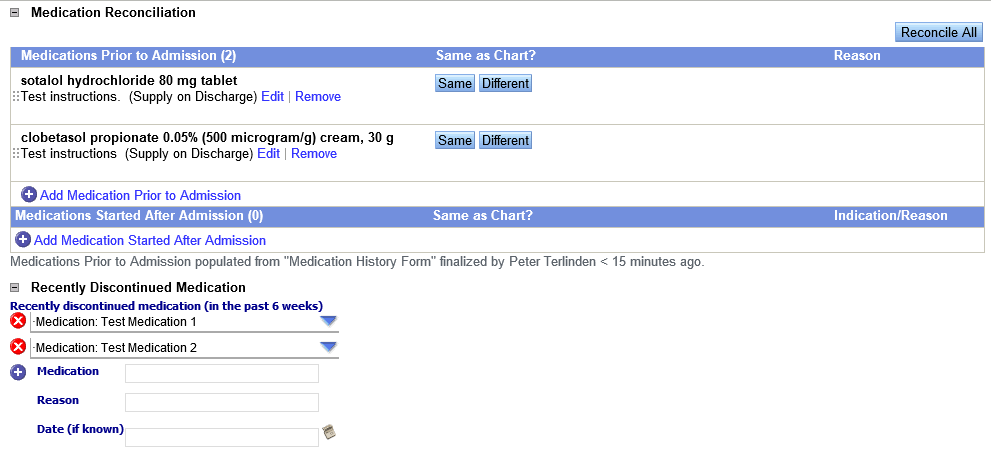 Medication Reconciliation
Reconcile All
Medications Prior to Admission (2) Same as Chart? Reason
sotalol hydrochloride 80 mg tablet
Same Different
Test instructions. (Supply on Discharge) Edit | Remove
clobetasol propionate 0.05% (500 microgram/g) cream, 30 g
Same Different
Test instructions (Supply on Discharge) Edit | Remove
Add Medication Prior to Admission
Medications Started After Admission (0) Same as Chart? Indication/Reason
Add Medication Started After Admission
Medications Prior to Admission populated from "Medication History Form" finalized by Peter Terlinden < 15 minutes ago.
Recently Discontinued Medication
Recently discontinued medication (in the past 6 weeks)
·Medication: Test Medication 1
·Medication: Test Medication 2
Medication
Reason
Date (if known)